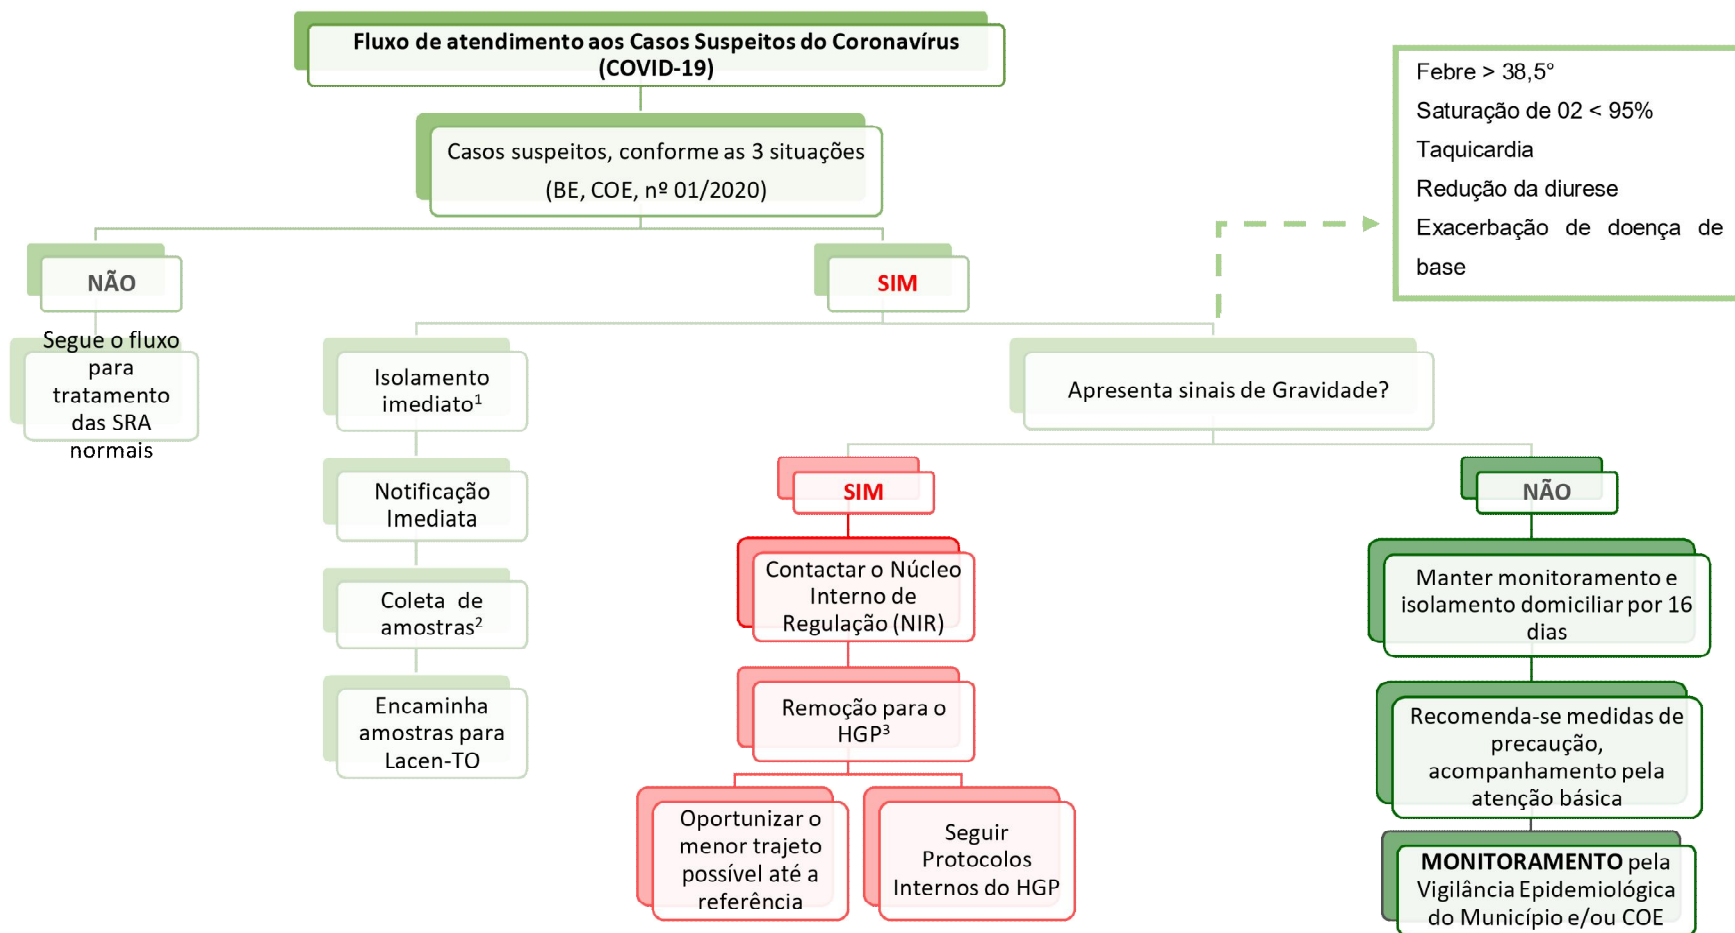 Fluxo de atendimento aos Casos Suspeitos do Coronavírus
(COVID-19)
Febre > 38,5°
Saturação de 02 < 95%
Taquicardia
Redução da diurese
Exacerbação de doença de
base
Casos suspeitos, conforme as 3 situações
(BE, COE, nº 01/2020)
NÃO
SIM
Segue o fluxo
para
tratamento
das SRA
normais
Isolamento
imediato¹
Notificação
Imediata
Coleta de
amostras²
Encaminha
amostras para
Lacen-TO
Apresenta sinais de Gravidade?
SIM
Contactar o Núcleo
Interno de
Regulação (NIR)
Remoção para o
HGP³
Oportunizar o
menor trajeto
possível até a
referência
Seguir
Protocolos
Internos do HGP
NÃO
Manter monitoramento e
isolamento domiciliar por 16
dias
Recomenda-se medidas de
precaução,
acompanhamento pela
atenção básica
MONITORAMENTO pela
Vigilância Epidemiológica
do Município e/ou COE